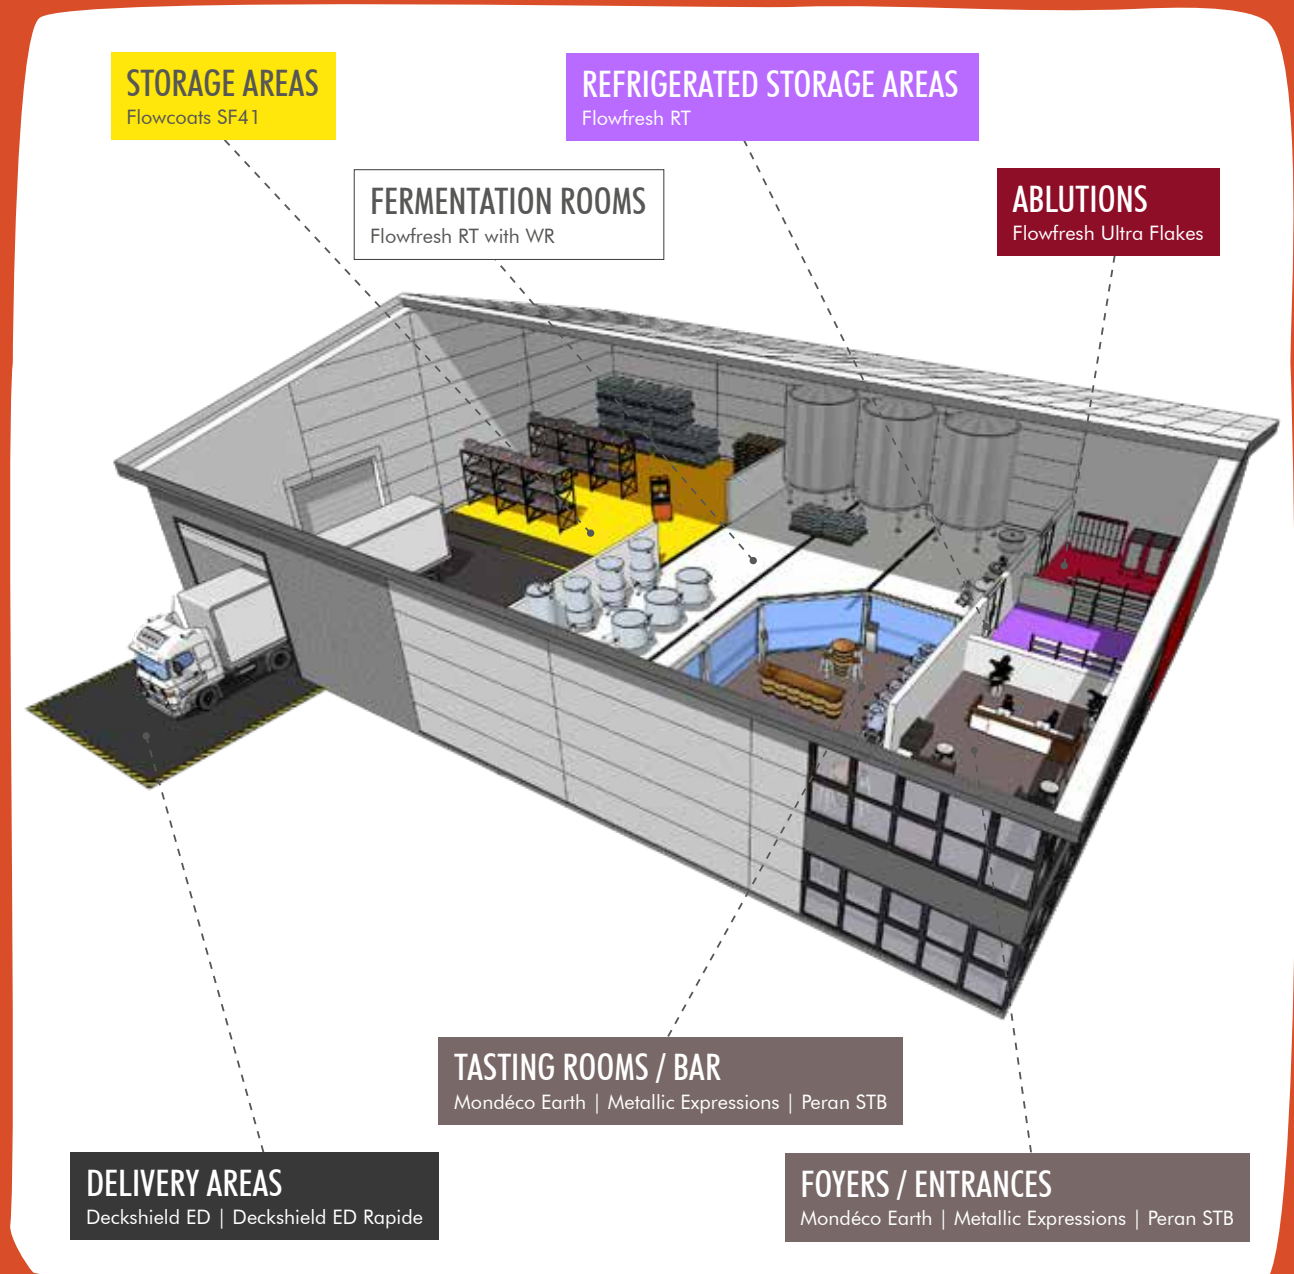 STORAGE AREAS
Flowcoats SF41
REFRIGERATED STORAGE AREAS
Flowfresh RT
FERMENTATION ROOMS
Flowfresh RT with WR
ABLUTIONS
Flowfresh Ultra Flakes
TASTING ROOMS / BAR
Mondéco Earth | Metallic Expressions | Peran STB
DELIVERY AREAS
Deckshield ED | Deckshield ED Rapide
FOYERS / ENTRANCES
Mondéco Earth | Metallic Expressions | Peran STB